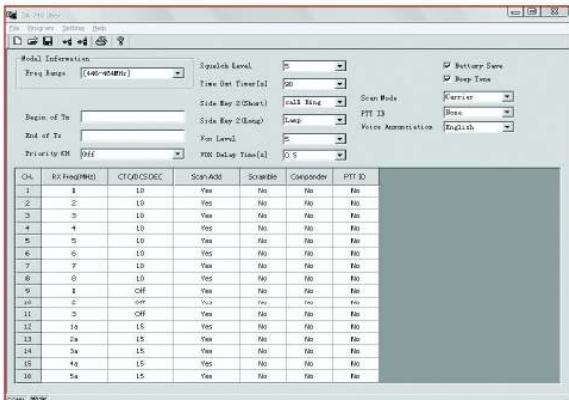 File Program Setting Help
Modal Information
Freq Range [440-464MHz]
Begin of Tx
End of Tx
Priority CH Off
Squelch Level 5
Time Out Timer[s] 90
Side Key 2(Short) call Ring
Side Key 2(Long) Lamp
Vox Level 5
VOX Delay Time[s] 0.5
Battery Save
Beep Tone
Scan Mode Carrier
PTT ID None
Voice Annunciation English
CH. RX Freq(MHz) CTC/DCS DEC Scan Add Scramble Compander PTT ID
1 1 10 Yes No No No
2 2 10 Yes No No No
3 3 10 Yes No No No
4 4 10 Yes No No No
5 5 10 Yes No No No
6 6 10 Yes No No No
7 7 10 Yes No No No
8 8 10 Yes No No No
9 1 Off Yes No No No
10 2 Off Yes No No No
11 3 Off Yes No No No
12 1a 15 Yes No No No
13 2a 15 Yes No No No
14 3a 15 Yes No No No
15 4a 15 Yes No No No
16 5a 15 Yes No No No